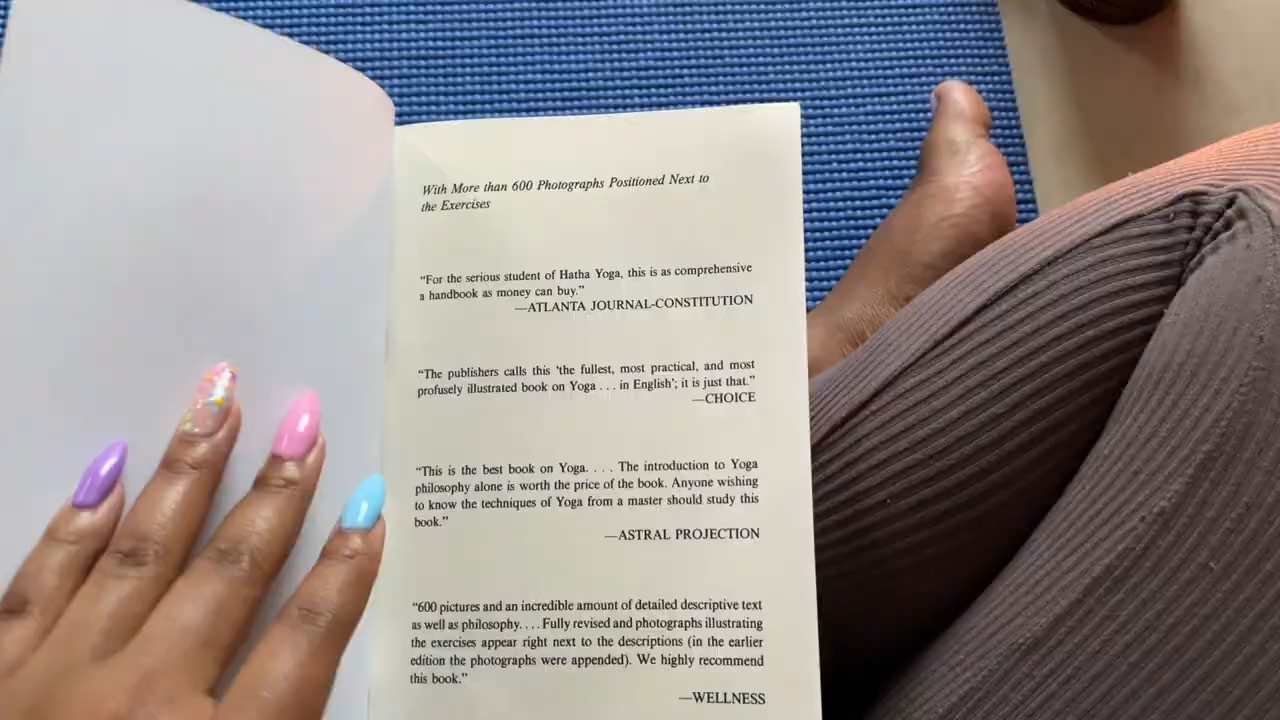 With More than 600 Photographs Positioned Next to
the Exercises
“For the serious student of Hatha Yoga, this is as comprehensive
a handbook as money can buy.”
—ATLANTA JOURNAL-CONSTITUTION
“The publishers calls this ‘the fullest, most practical, and most
profusely illustrated book on Yoga . . . in English’; it is just that.”
—CHOICE
“This is the best book on Yoga. . . . The introduction to Yoga
philosophy alone is worth the price of the book. Anyone wishing
to know the techniques of Yoga from a master should study this
book.”
—ASTRAL PROJECTION
“600 pictures and an incredible amount of detailed descriptive text
as well as philosophy. . . . Fully revised and photographs illustrating
the exercises appear right next to the descriptions (in the earlier
edition the photographs were appended). We highly recommend
this book.”
—WELLNESS